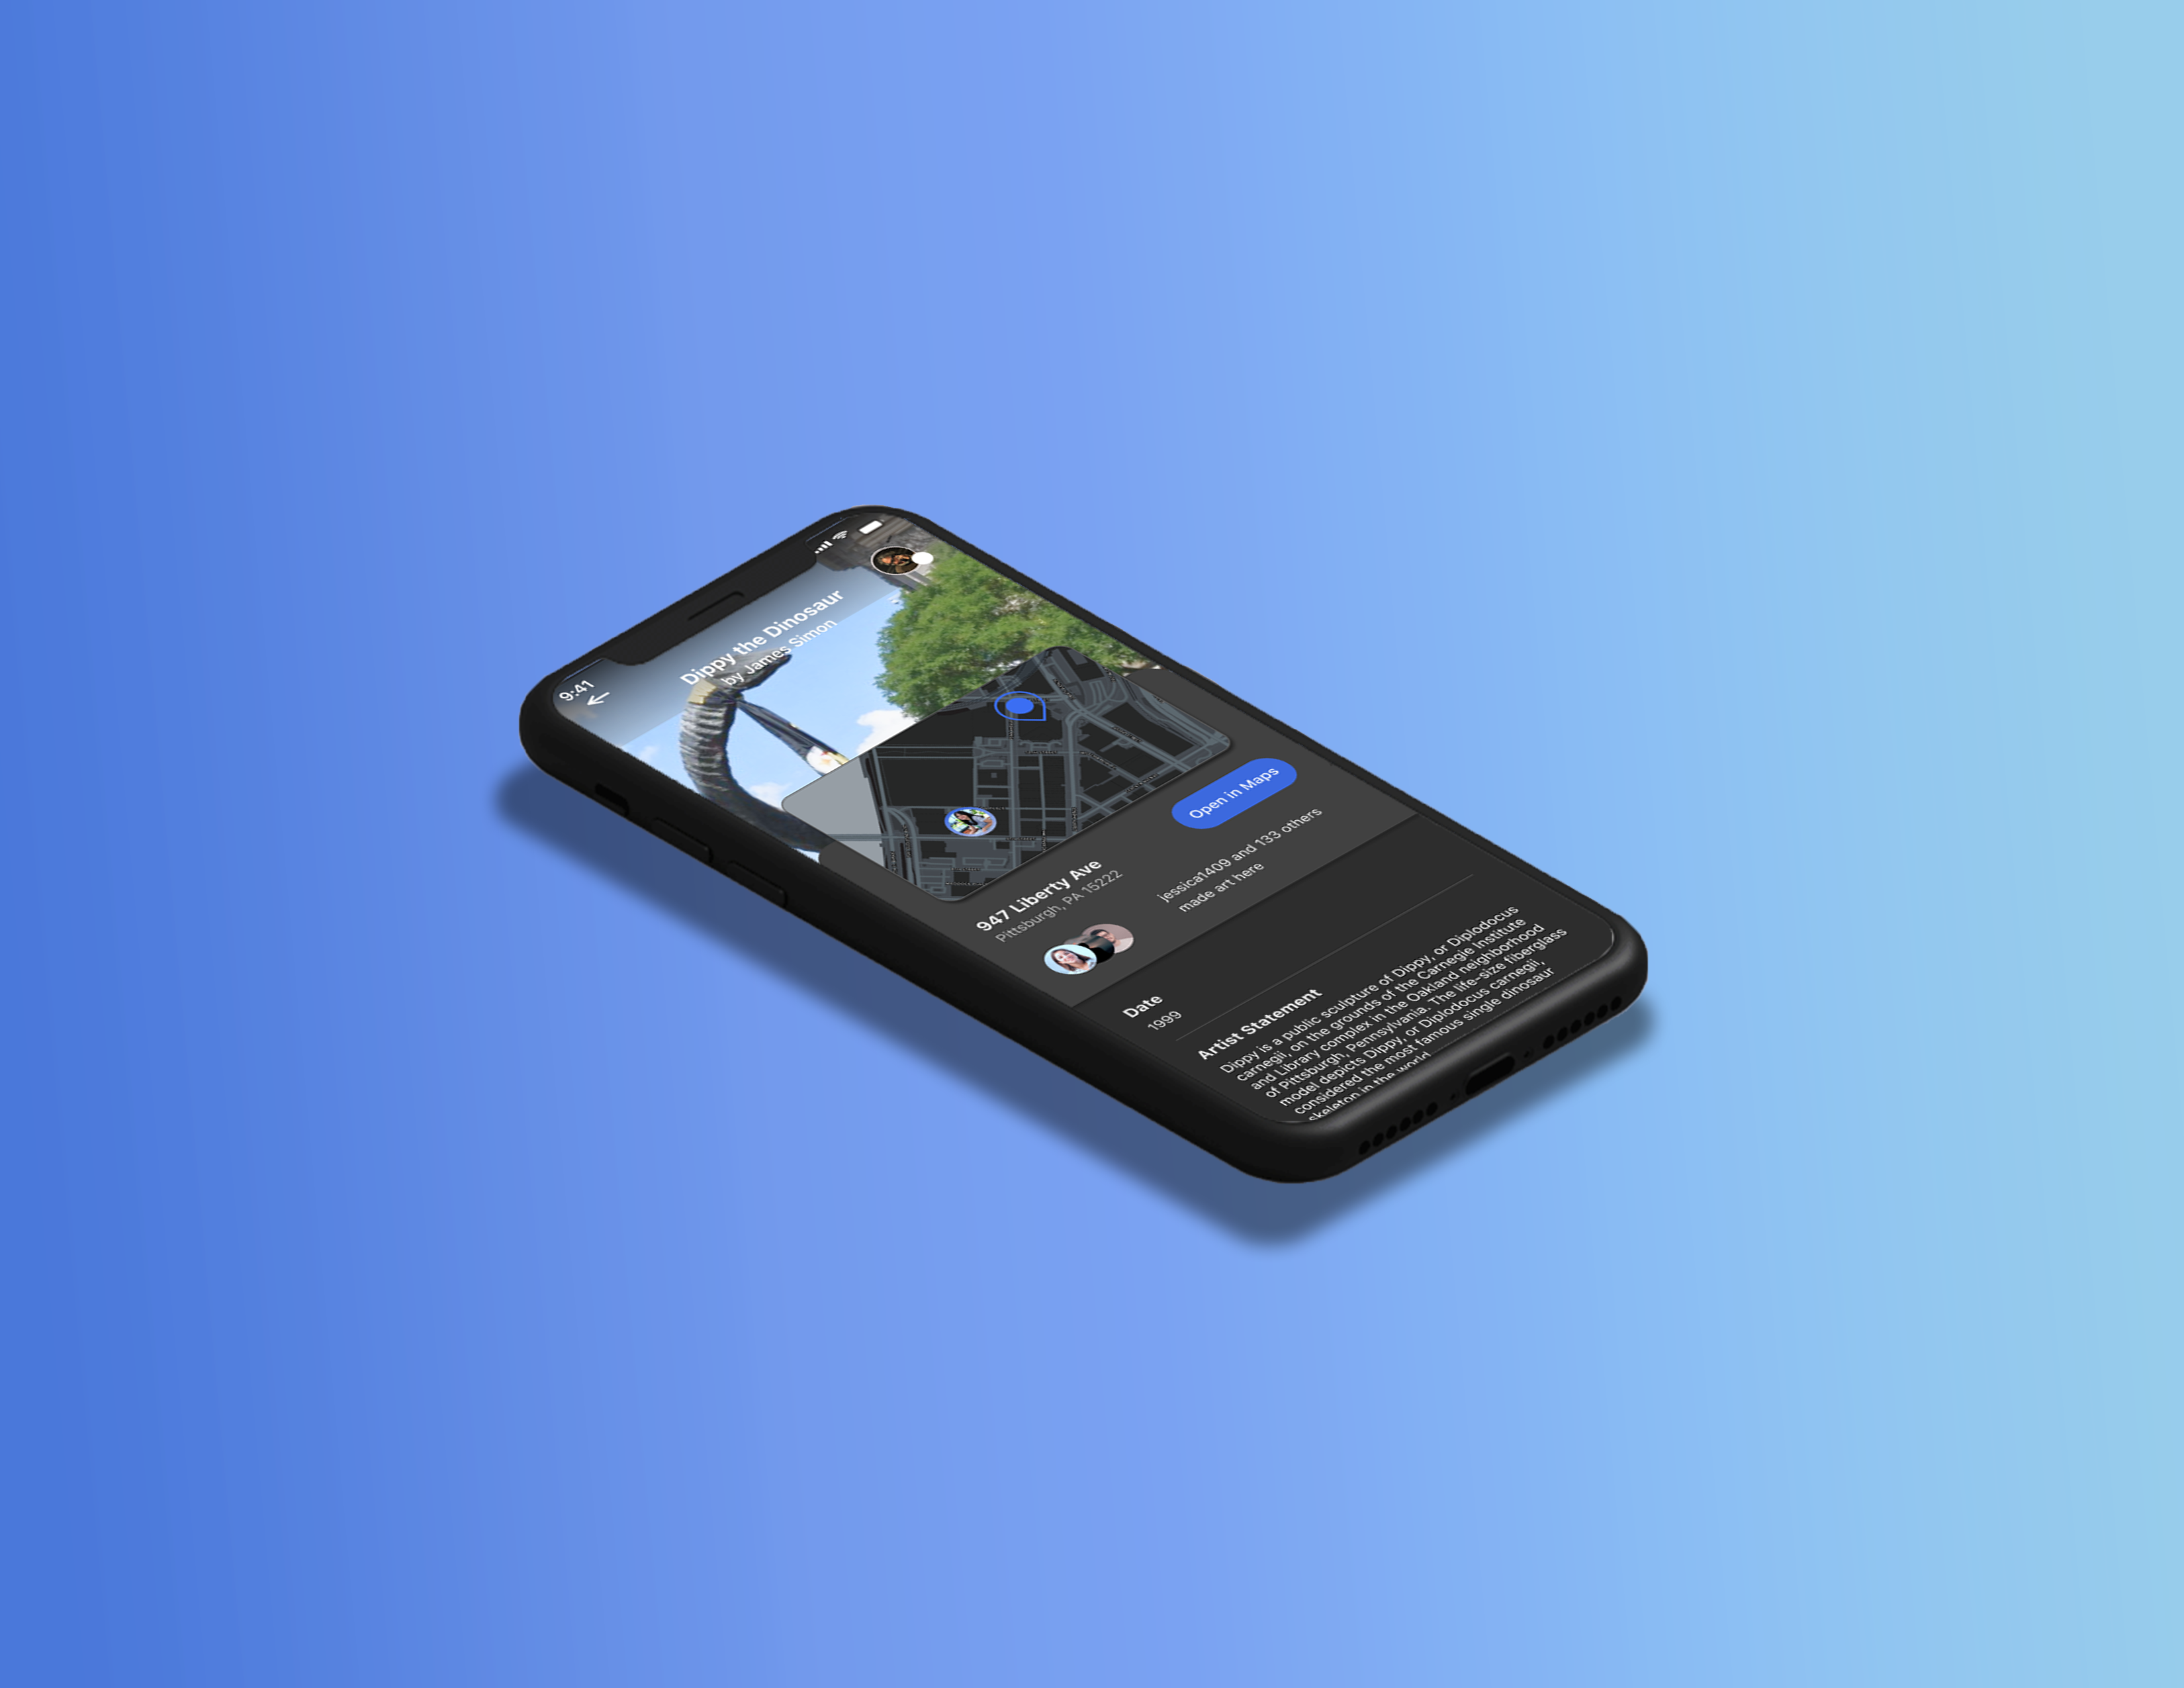 9:41
Dippy the Dinosaur
by James Simon
947 Liberty Ave
Pittsburgh, PA 15222
Open in Maps
jessica1409 and 133 others
made art here
Date
1999
Artist Statement
Dippy is a public sculpture of Dippy, or Diplodocus
carnegii, on the grounds of the Carnegie Institute
and Library complex in the Oakland neighborhood
of Pittsburgh, Pennsylvania. The life-size fiberglass
model depicts Dippy, or Diplodocus carnegii,
considered the most famous single dinosaur
skeleton in the world